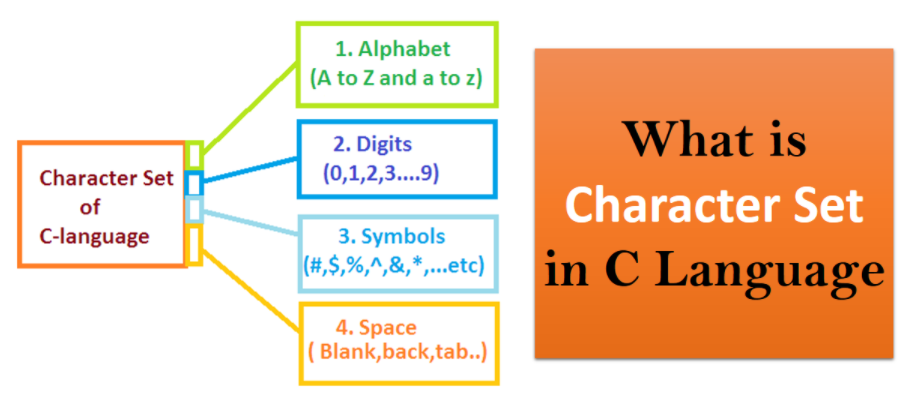 Character Set
of
C-language
1. Alphabet
(A to Z and a to z)
2. Digits
(0,1,2,3....9)
3. Symbols
(#,$,%,^,&,*,...etc)
4. Space
( Blank,back,tab..)
What is
Character Set
in C Language